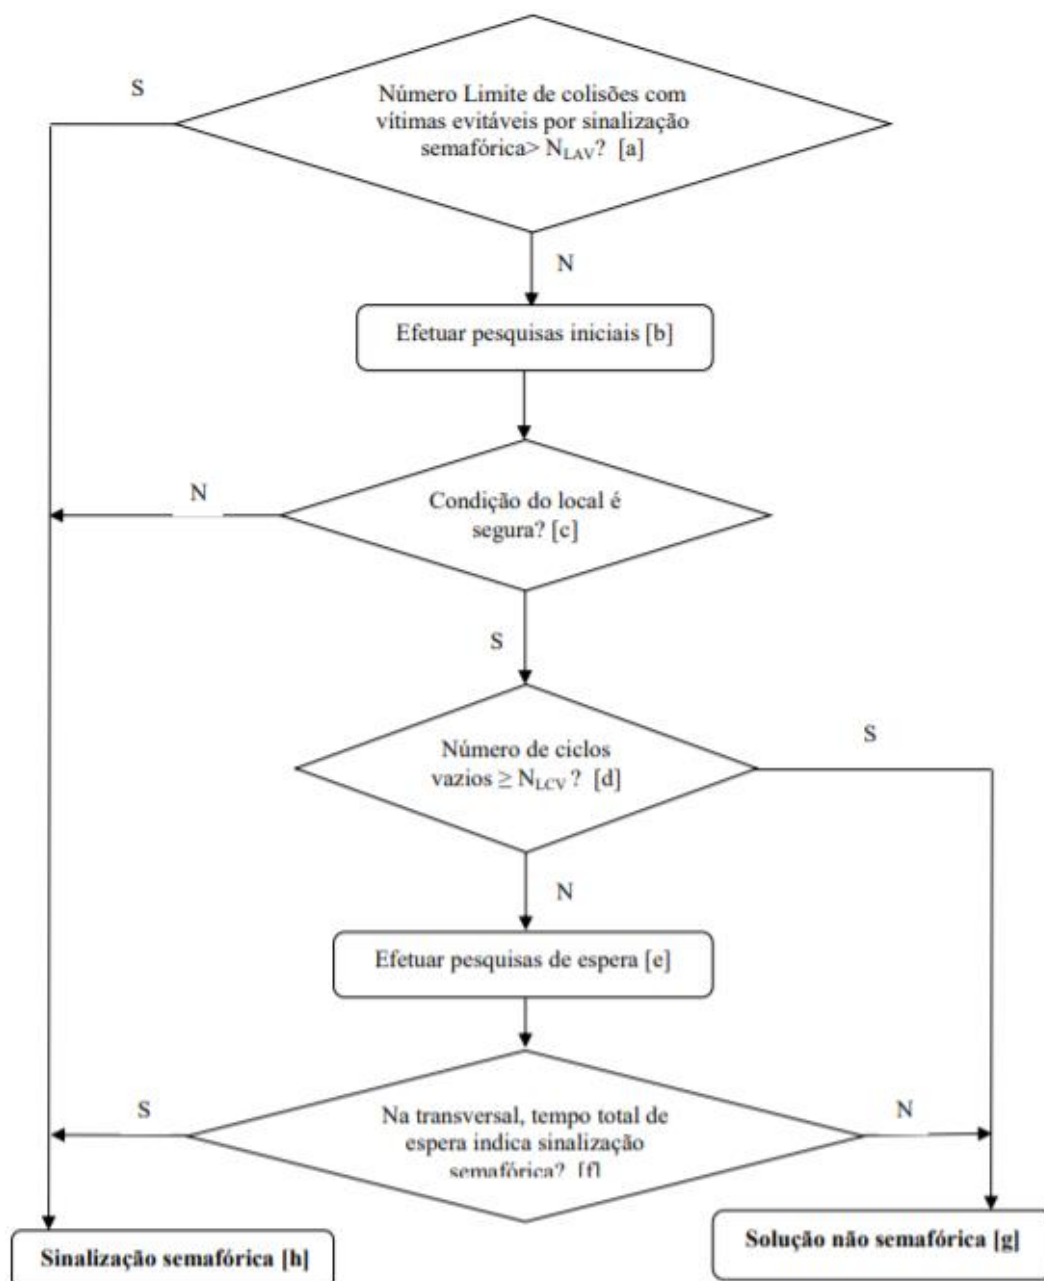 S
Número Limite de colisões com
vítimas evitáveis por sinalização
semafórica> NLAV? [a]
N
Efetuar pesquisas iniciais [b]
N
Condição do local é
segura? [c]
S
Número de ciclos
vazios ≥ NLCV ? [d]
S
N
Efetuar pesquisas de espera [e]
S
Na transversal, tempo total de
espera indica sinalização
semafórica? [f]
N
Sinalização semafórica [h]
Solução não semafórica [g]